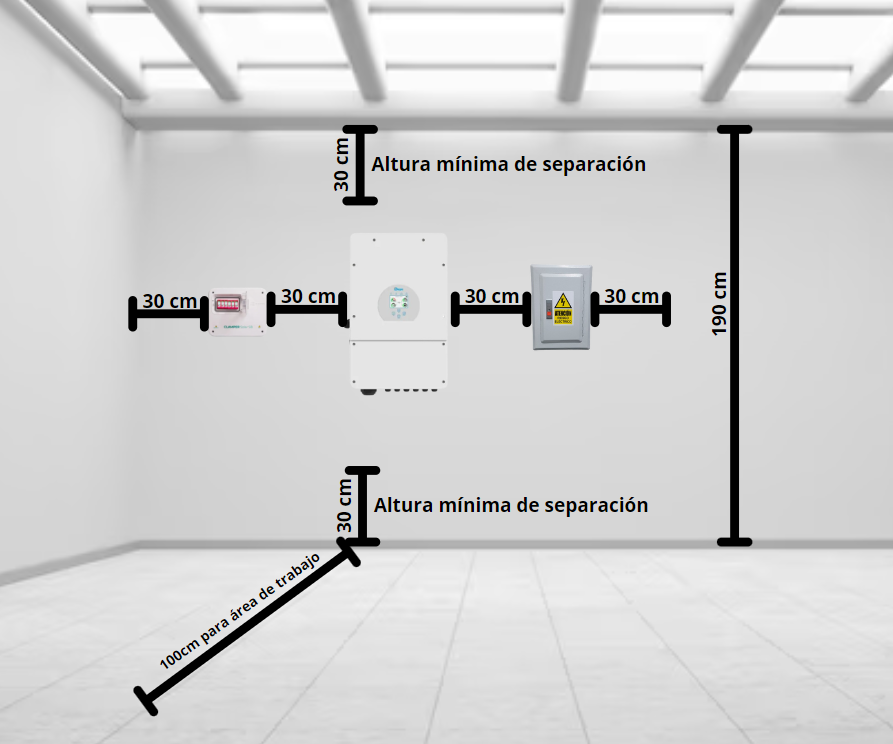 30 cm
Altura mínima de separación
30 cm
30 cm
30 cm
30 cm
190 cm
ATENCIÓN
30 cm
Altura mínima de separación
100cm para área de trabajo